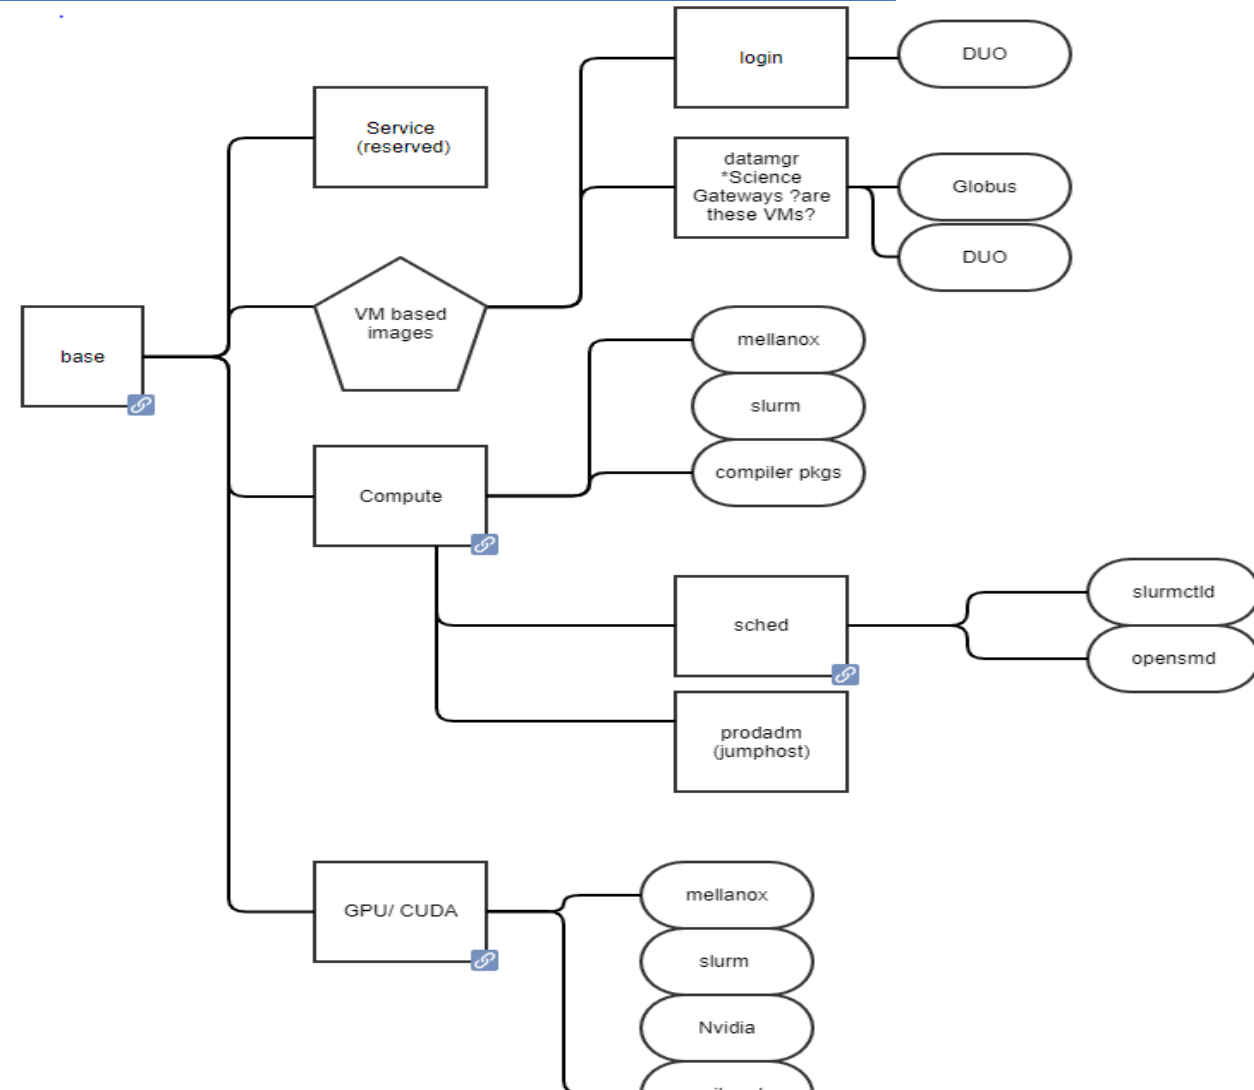 login
DUO
Service
(reserved)
datamgr
*Science
Gateways ?are
these VMs?
Globus
DUO
VM based
images
base
mellanox
slurm
compiler pkgs
Compute
sched
slurmctld
opensmd
prodadm
(jumphost)
GPU/ CUDA
mellanox
slurm
Nvidia